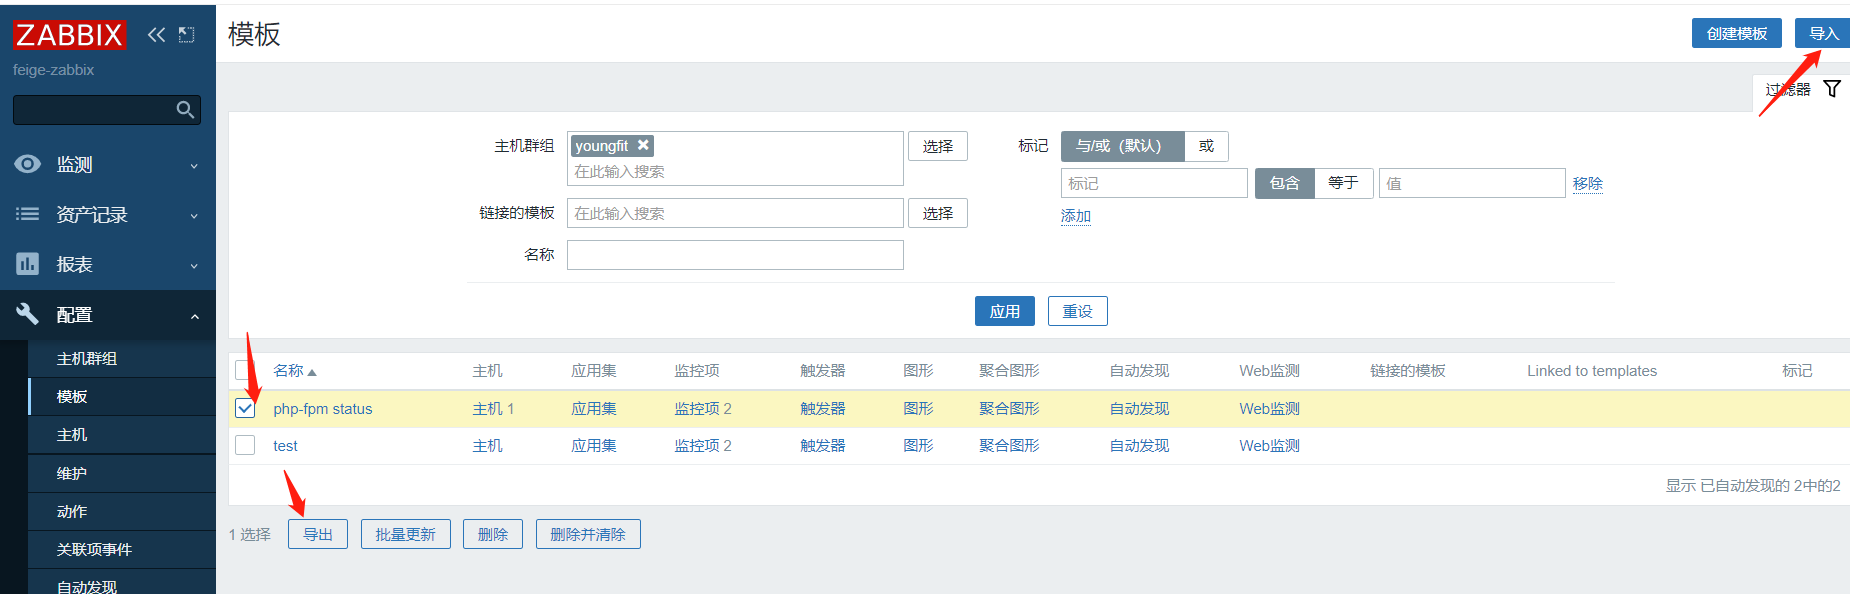 ZABBIX
feige-zabbix
监测
资产记录
报表
配置
主机群组
模板
主机
维护
动作
关联项事件
自动发现
模板
创建模板 导入
过滤器
主机群组 youngfit 在此输入搜索 选择
链接的模板 在此输入搜索 选择
名称
标记 与/或（默认） 或
标记 包含 等于 值 移除
添加
应用 重设
名称 主机 应用集 监控项 触发器 图形 聚合图形 自动发现 Web监测 链接的模板 Linked to templates 标记
php-fpm status 主机 1 应用集 监控项 2 触发器 图形 聚合图形 自动发现 Web监测
test 主机 应用集 监控项 2 触发器 图形 聚合图形 自动发现 Web监测
显示 已自动发现的 2中的2
1 选择 导出 批量更新 删除 删除并清除